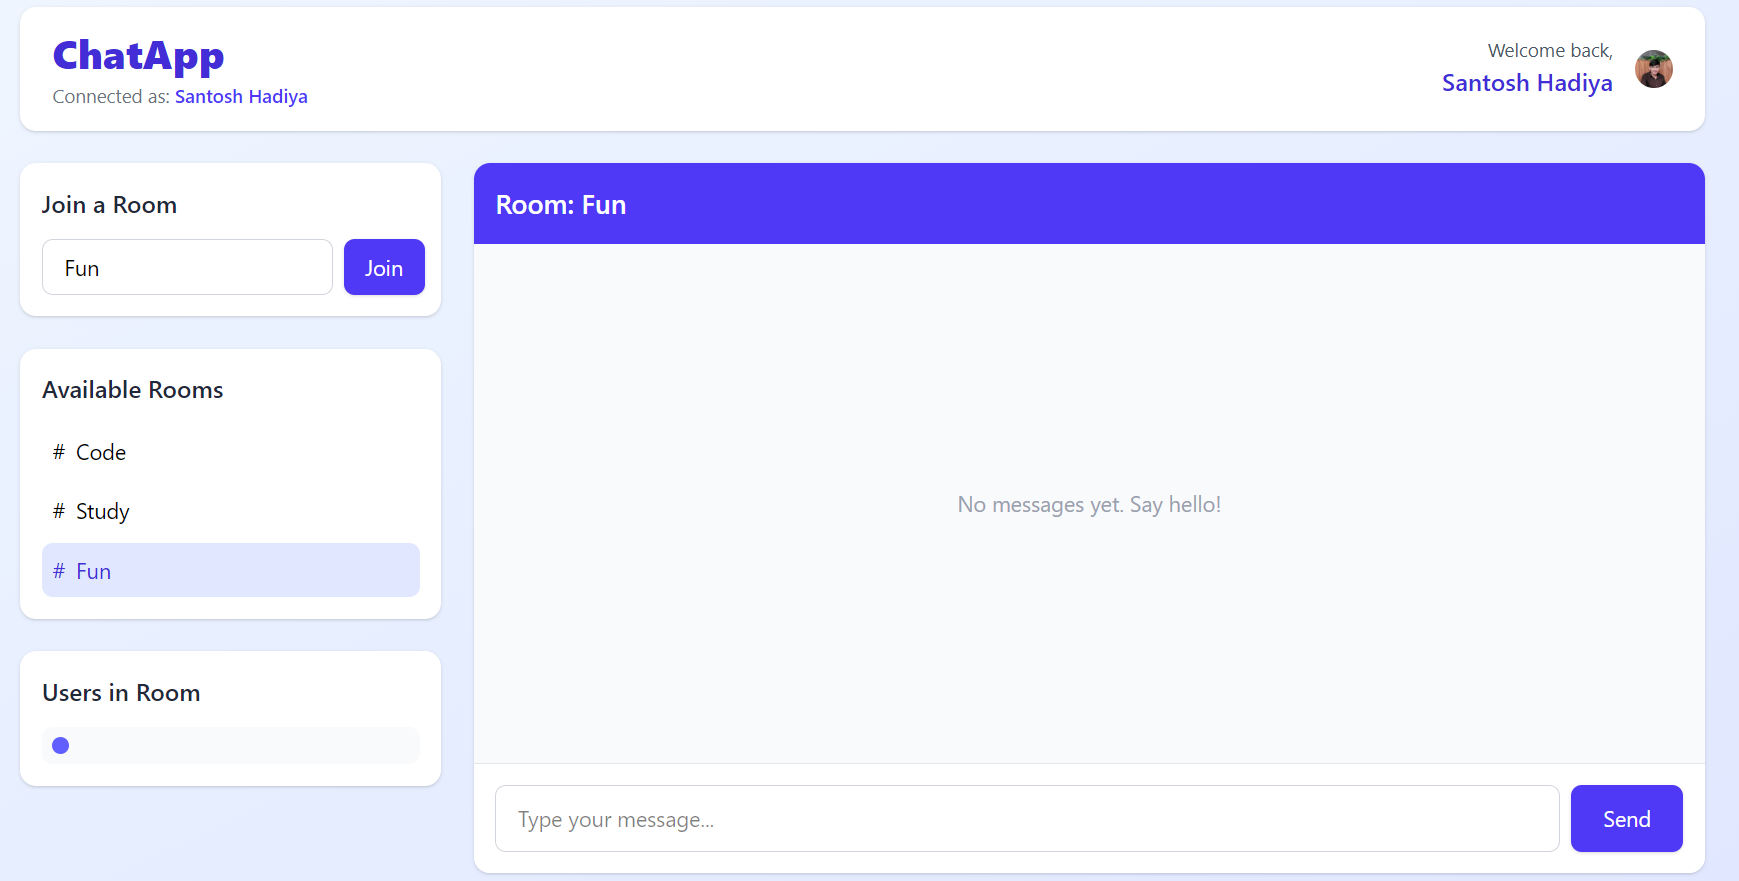 ChatApp
Connected as: Santosh Hadiya
Welcome back,
Santosh Hadiya
Join a Room
Fun
Join
Available Rooms
# Code
# Study
# Fun
Users in Room
Room: Fun
No messages yet. Say hello!
Type your message...
Send